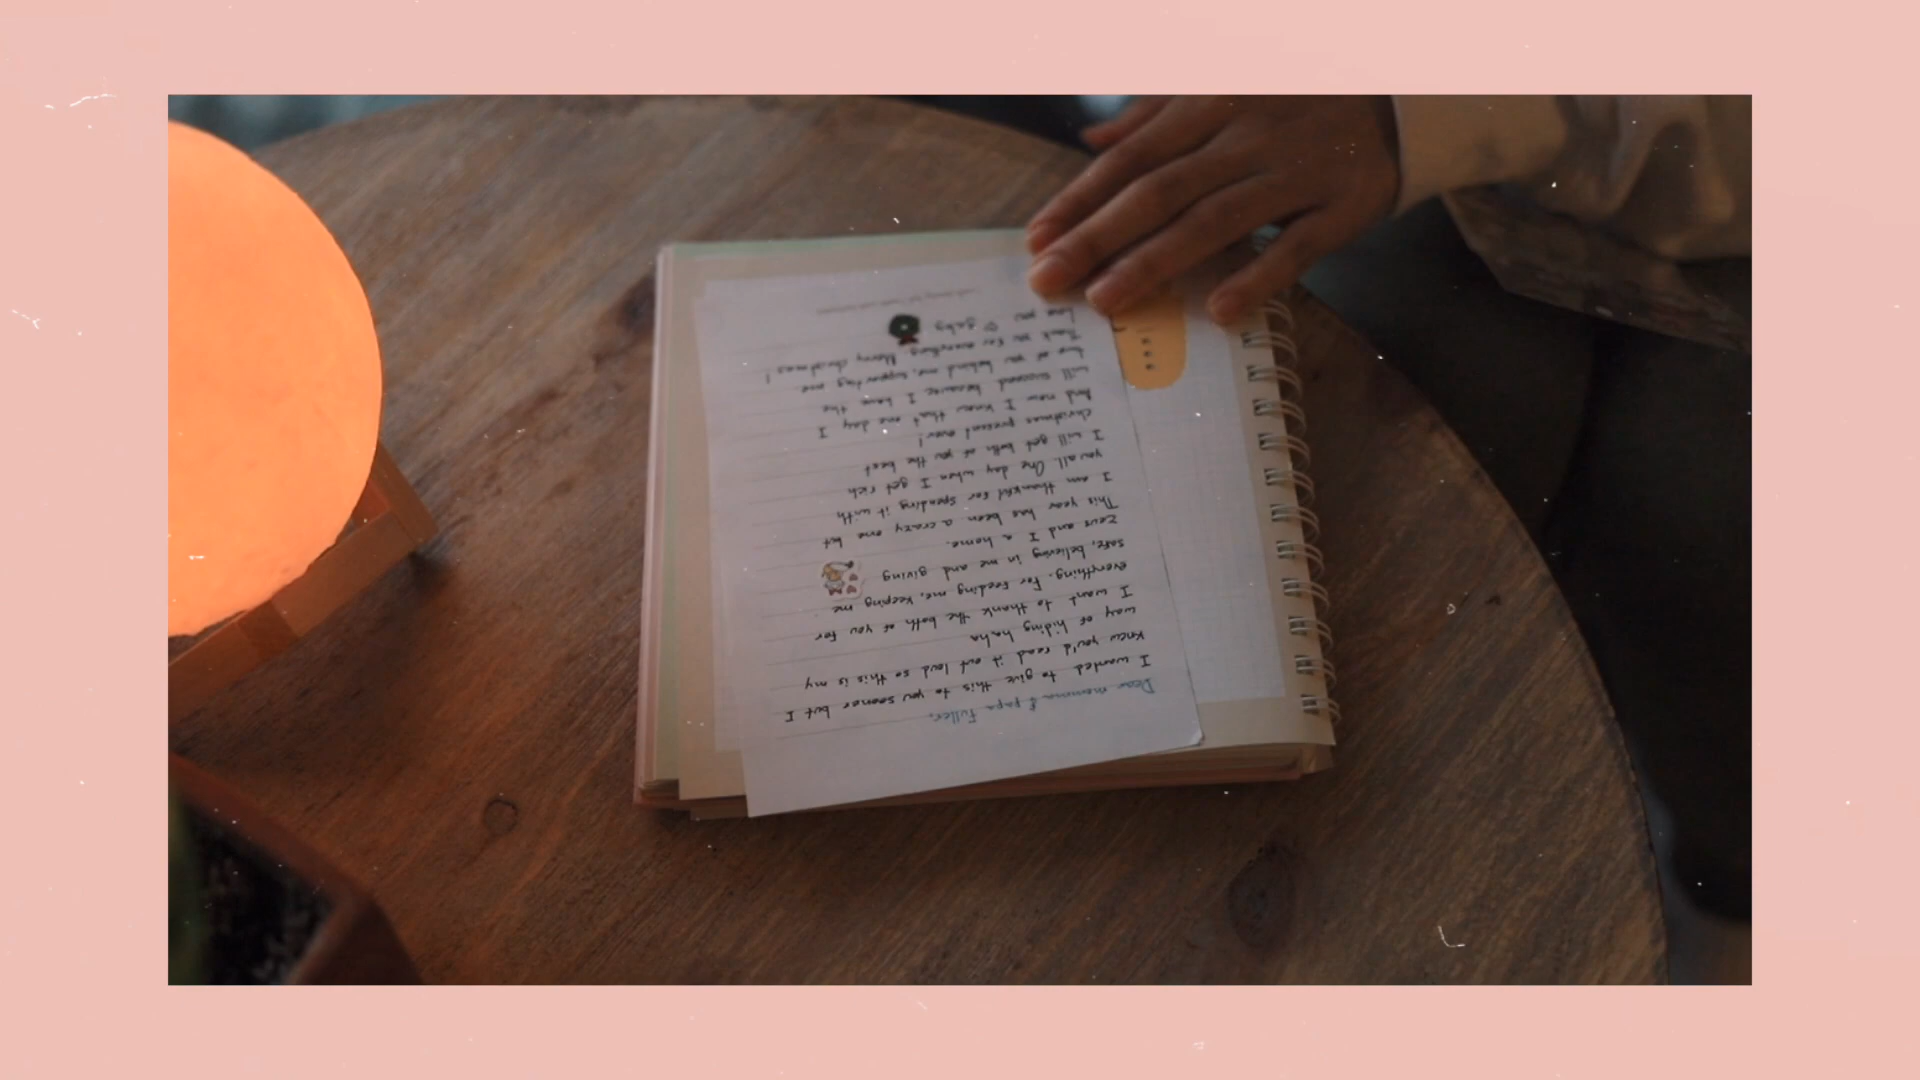 Dear mamma & papa Fuller,
I wanted to give this to you sooner but I
knew you'd read it out loud so this is my
way of hiding haha
I want to thank the both of you for
everything. For feeding me, keeping me
safe, believing in me and giving
Zeus and I a home.
This year has been a crazy one but
I am thankful for spending it with
you all. One day when I get rich
I will get both of you the best
christmas present ever!
And now I know that one day I
will succeed because I have the
two of you behind me, supporting me
Thank you for everything. Merry christmas!
Love you ♡ Gaby